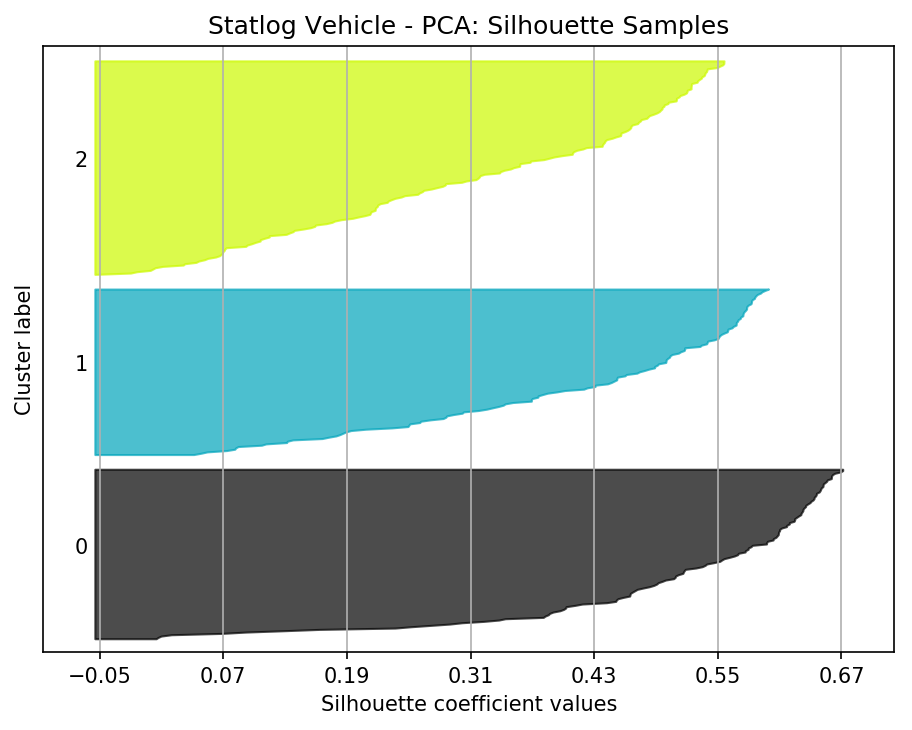 Statlog Vehicle - PCA: Silhouette Samples
2
1
0
Cluster label
−0.05 0.07 0.19 0.31 0.43 0.55 0.67
Silhouette coefficient values